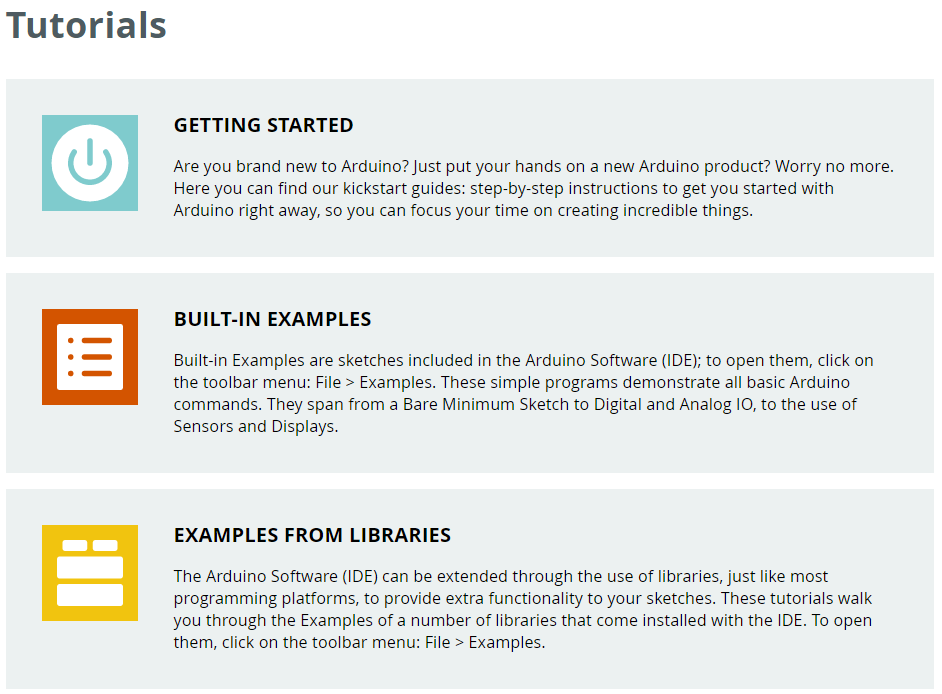 Tutorials
GETTING STARTED
Are you brand new to Arduino? Just put your hands on a new Arduino product? Worry no more.
Here you can find our kickstart guides: step-by-step instructions to get you started with
Arduino right away, so you can focus your time on creating incredible things.
BUILT-IN EXAMPLES
Built-in Examples are sketches included in the Arduino Software (IDE); to open them, click on
the toolbar menu: File > Examples. These simple programs demonstrate all basic Arduino
commands. They span from a Bare Minimum Sketch to Digital and Analog IO, to the use of
Sensors and Displays.
EXAMPLES FROM LIBRARIES
The Arduino Software (IDE) can be extended through the use of libraries, just like most
programming platforms, to provide extra functionality to your sketches. These tutorials walk
you through the Examples of a number of libraries that come installed with the IDE. To open
them, click on the toolbar menu: File > Examples.